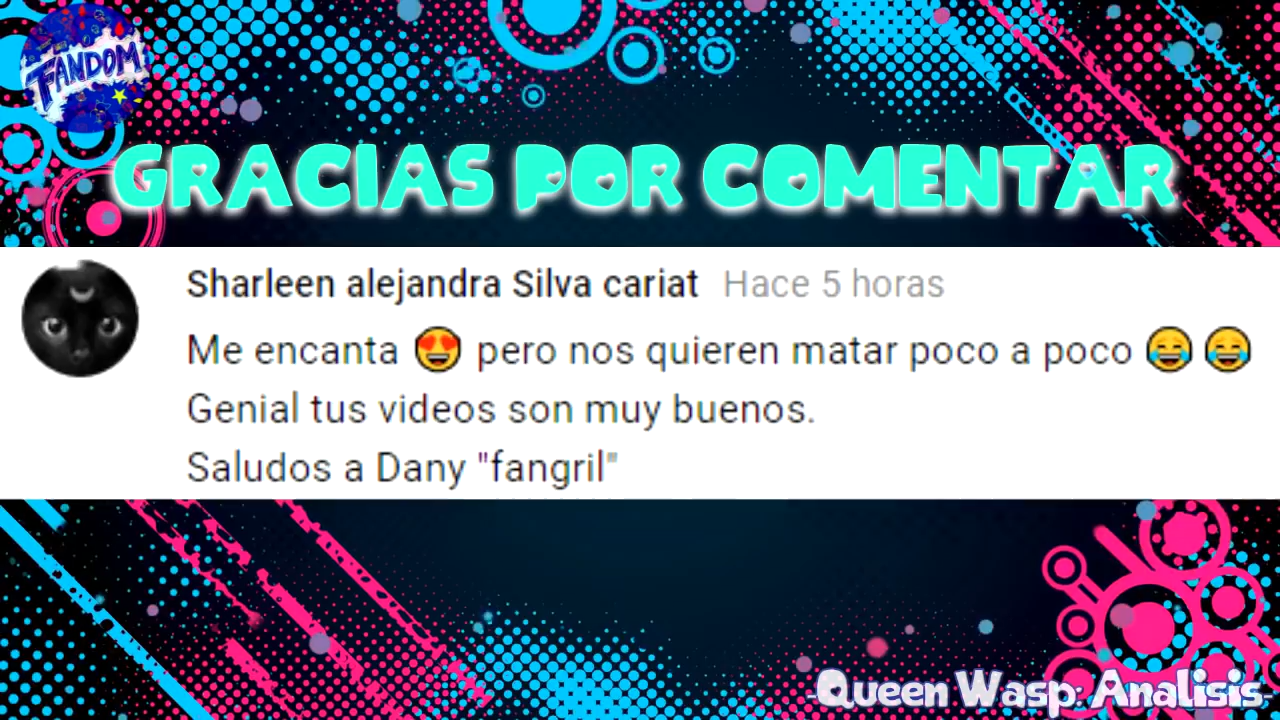 FANDOM
GRACIAS POR COMENTAR
Sharleen alejandra Silva cariat Hace 5 horas
Me encanta 😍 pero nos quieren matar poco a poco 😂 😂
Genial tus videos son muy buenos.
Saludos a Dany "fangril"
-Queen Wasp: Analisis-